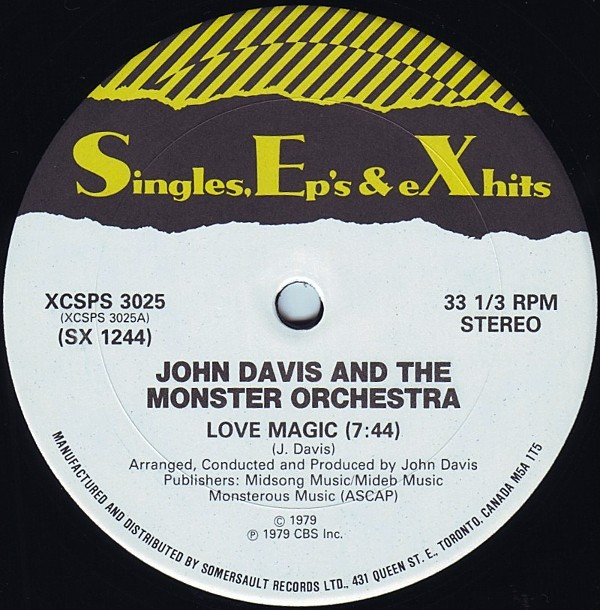 Singles, Ep's & eXhits
XCSPS 3025
(XCSPS 3025A)
(SX 1244)
33 1/3 RPM
STEREO
JOHN DAVIS AND THE
MONSTER ORCHESTRA
LOVE MAGIC (7:44)
(J. Davis)
Arranged, Conducted and Produced by John Davis
Publishers: Midsong Music/Mideb Music
Monsterous Music (ASCAP)
© 1979
℗ 1979 CBS Inc.
MANUFACTURED AND DISTRIBUTED BY SOMERSAULT RECORDS LTD., 431 QUEEN ST. E., TORONTO, CANADA M5A 1T5